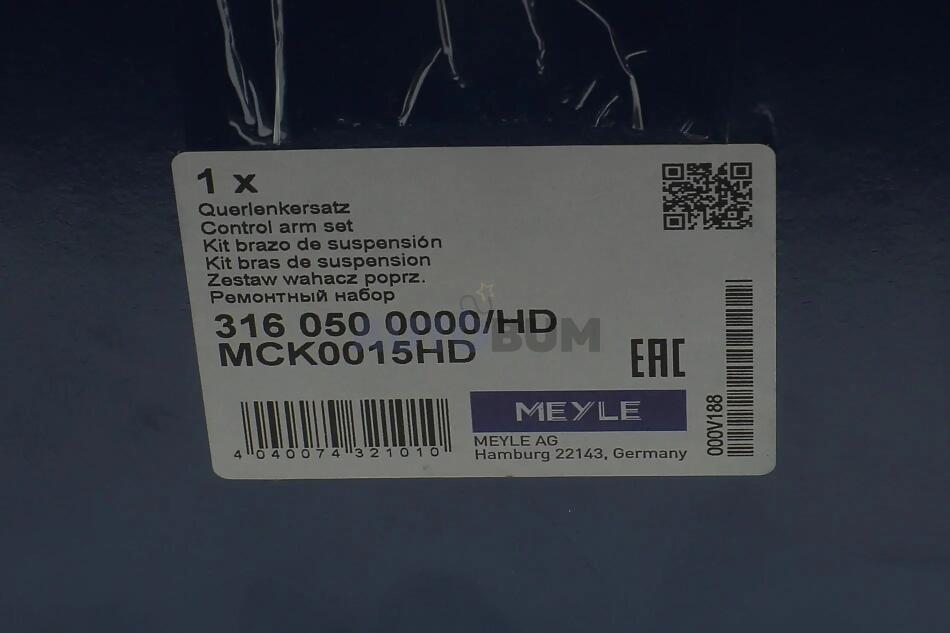 1 x
Querlenkersatz
Control arm set
Kit brazo de suspensión
Kit bras de suspension
Zestaw wahacz poprz.
Ремонтный набор
316 050 0000/HD
BUM
MCK0015HD
EAC
MEYLE
MEYLE AG
Hamburg 22143, Germany
4 040074 321010
000V188